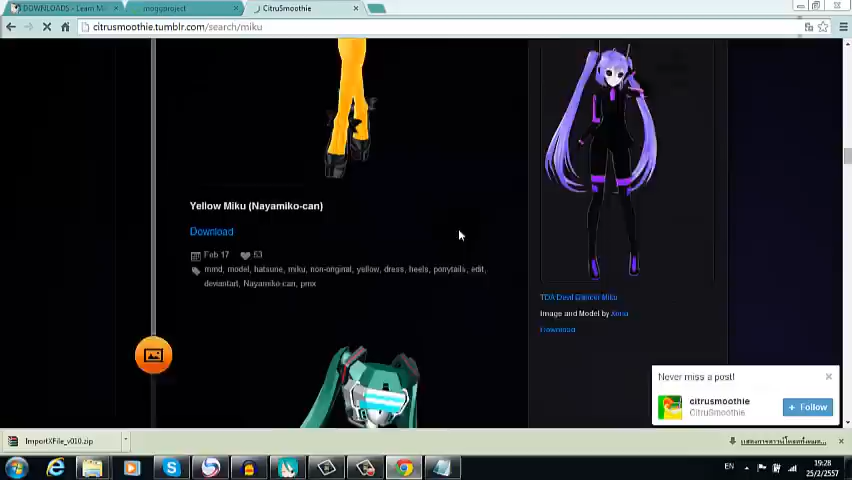 DOWNLOADS - Learn M
moggproject
CitruSmoothie
citrusmoothie.tumblr.com/search/miku
Yellow Miku (Nayamiko-can)
Download
Feb 17
53
mmd, model, hatsune, miku, non-original, yellow, dress, heels, ponytails, edit,
deviantart, Nayamiko-can, pmx
TDA Devil Miku
Image and Model by
Download
Never miss a post!
citrusmoothie
CitruSmoothie
+ Follow
ImportXFile_v010.zip
EN
19:28
25/2/2557